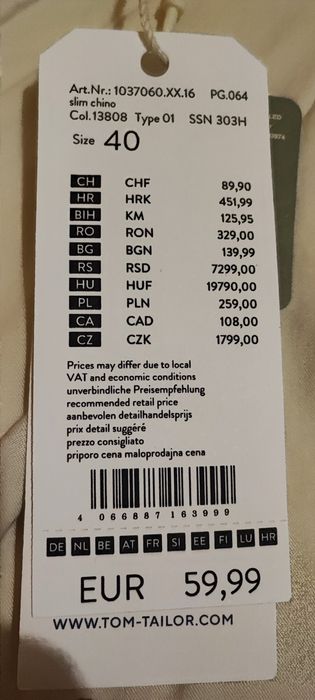 Art.Nr.: 1037060.XX.16 PG.064
slim chino
Col.13808 Type 01 SSN 303H
Size 40
CH CHF 89,90
HR HRK 451,99
BIH KM 125,95
RO RON 329,00
BG BGN 139,99
RS RSD 7299,00
HU HUF 19790,00
PL PLN 259,00
CA CAD 108,00
CZ CZK 1799,00
Prices may differ due to local
VAT and economic conditions
unverbindliche Preisempfehlung
recommended retail price
aanbevolen detailhandelsprijs
prix detail suggéré
prezzo consigliato
priporo cena maloprodajna cena
4 066887 163999
DE NL BE AT FR SI EE FI LU HR
EUR 59,99
WWW.TOM-TAILOR.COM